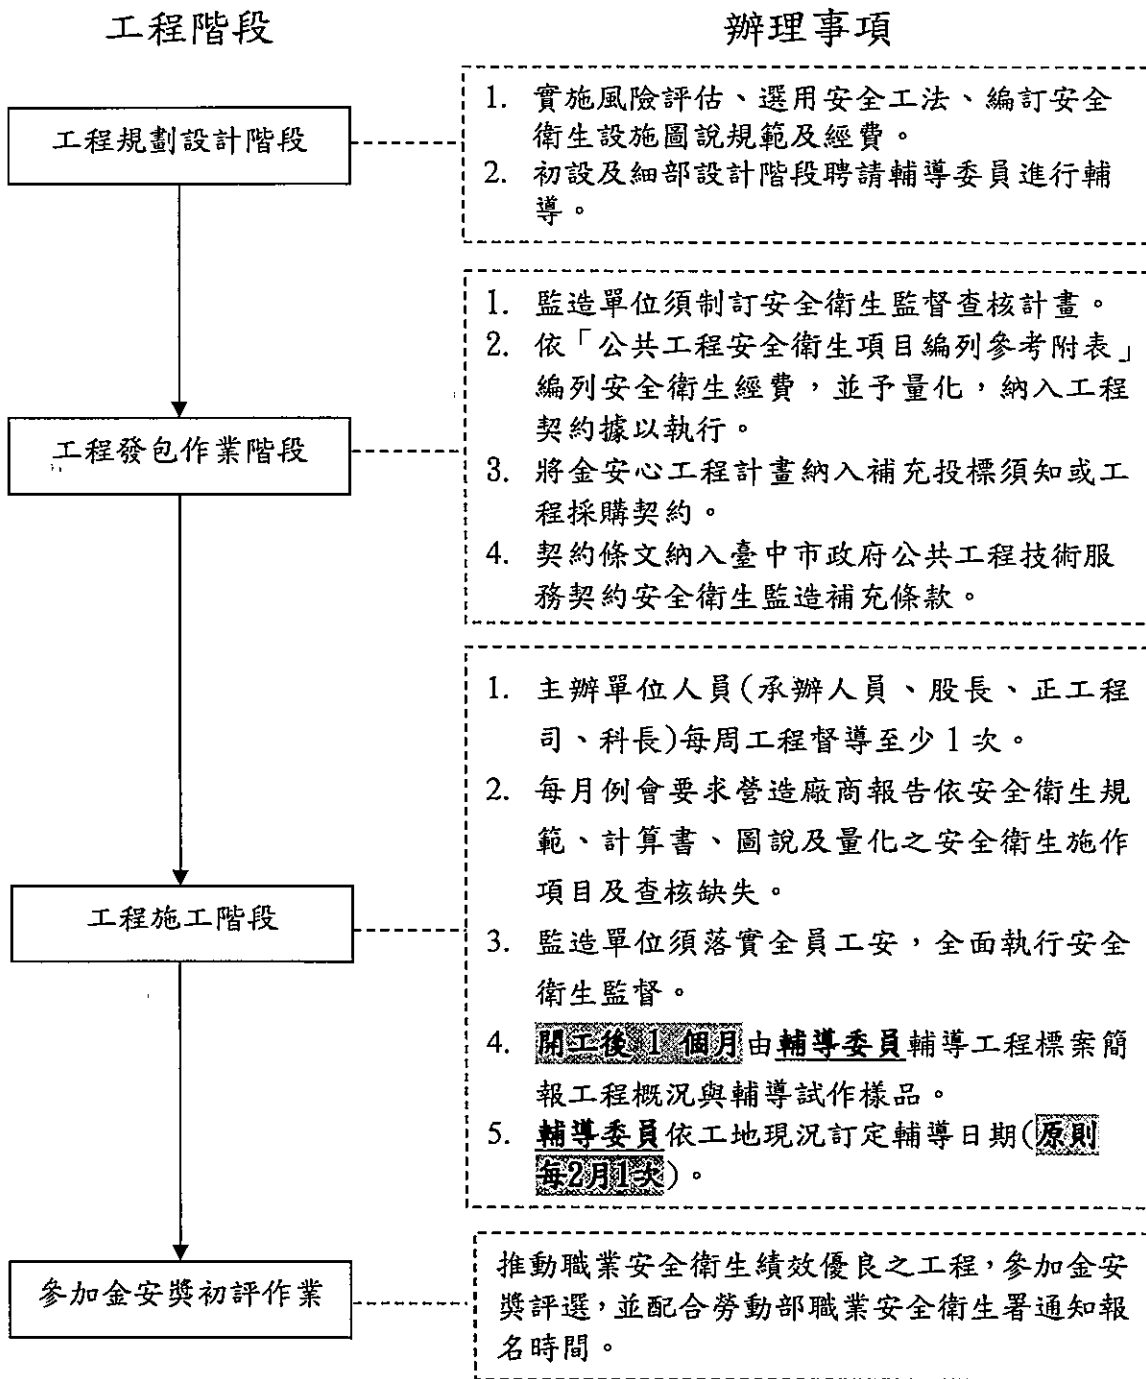 工程階段
辦理事項
工程規劃設計階段
1. 實施風險評估、選用安全工法、編訂安全
衛生設施圖說規範及經費。
2. 初設及細部設計階段聘請輔導委員進行輔
導。
工程發包作業階段
1. 監造單位須制訂安全衛生監督查核計畫。
2. 依「公共工程安全衛生項目編列參考附表」
編列安全衛生經費,並予量化,納入工程
契約據以執行。
3. 將金安心工程計畫納入補充投標須知或工
程採購契約。
4. 契約條文納入臺中市政府公共工程技術服
務契約安全衛生監造補充條款。
工程施工階段
1. 主辦單位人員(承辦人員、股長、正工程
司、科長)每周工程督導至少1次。
2. 每月例會要求營造廠商報告依安全衛生規
範、計算書、圖說及量化之安全衛生施作
項目及查核缺失。
3. 監造單位須落實全員工安,全面執行安全
衛生監督。
4. 開工後 1 個月由輔導委員輔導工程標案簡
報工程概況與輔導試作樣品。
5. 輔導委員依工地現況訂定輔導日期(原則
每2月1次)。
參加金安獎初評作業
推動職業安全衛生績效優良之工程,參加金安
獎評選,並配合勞動部職業安全衛生署通知報
名時間。